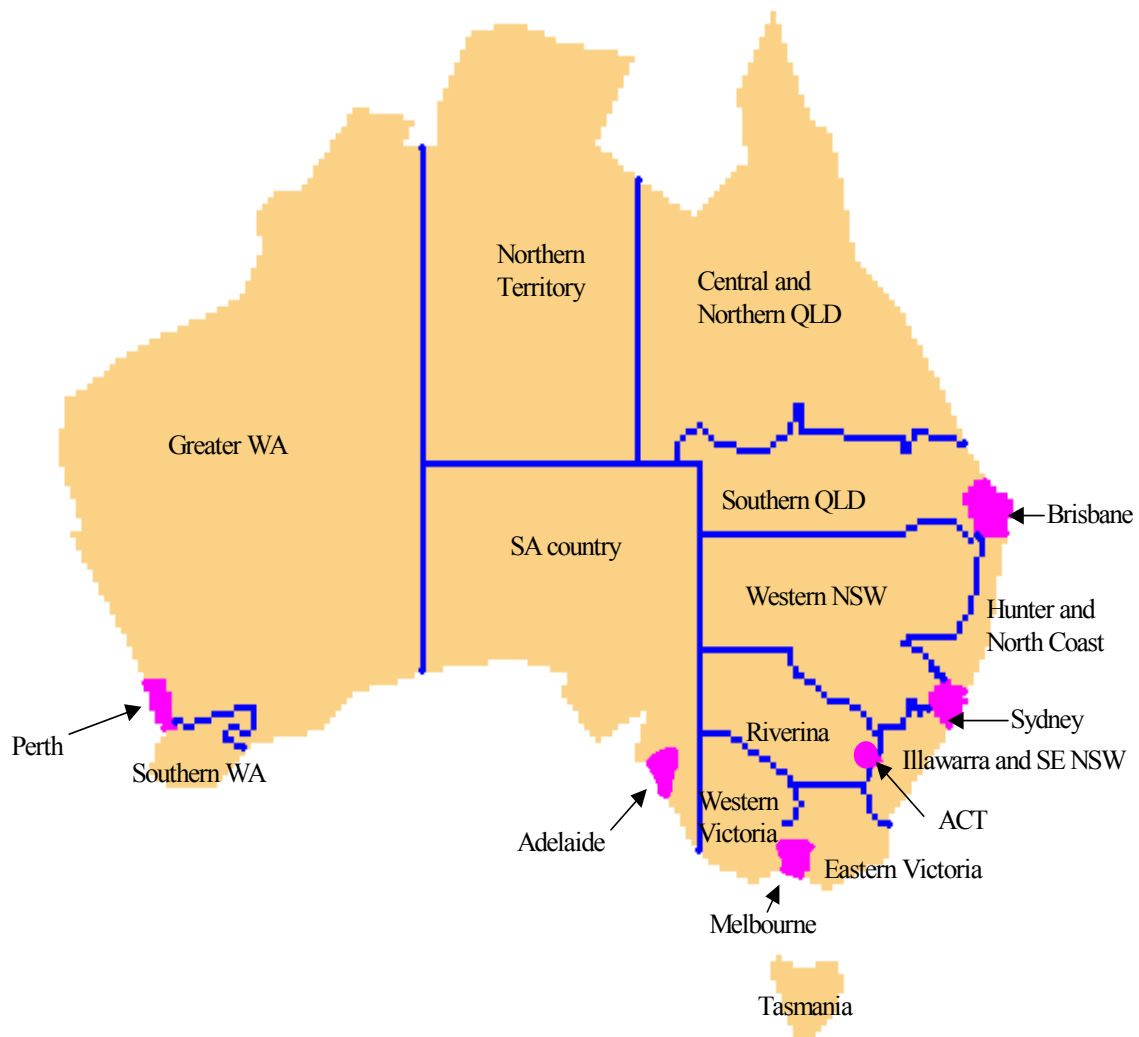 Northern
Territory
Central and
Northern QLD
Greater WA
Southern QLD
Brisbane
SA country
Western NSW
Hunter and
North Coast
Perth
Southern WA
Riverina
Sydney
Illawarra and SE NSW
Western
Victoria
ACT
Adelaide
Eastern Victoria
Melbourne
Tasmania